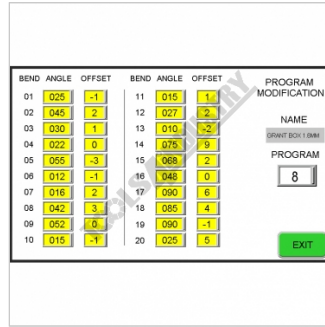 BEND ANGLE OFFSET BEND ANGLE OFFSET
01 025 -1 11 015 1
02 045 2 12 027 2
03 030 1 13 010 -2
04 022 0 14 075 9
05 055 -3 15 068 2
06 012 -1 16 048 0
07 016 2 17 090 6
08 042 3 18 085 4
09 052 0 19 090 -1
10 015 -1 20 025 5
PROGRAM
MODIFICATION
NAME
GRANT BOX 1.6MM
PROGRAM
8
EXIT